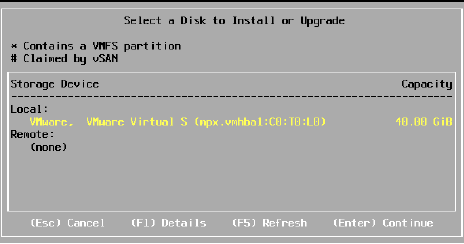 Select a Disk to Install or Upgrade
* Contains a VMFS partition
# Claimed by vSAN
Storage Device Capacity
Local:
VMware, VMware Virtual S (mpx.vmhba1:C0:T0:L0) 40.00 GiB
Remote:
(none)
(Esc) Cancel (F1) Details (F5) Refresh (Enter) Continue